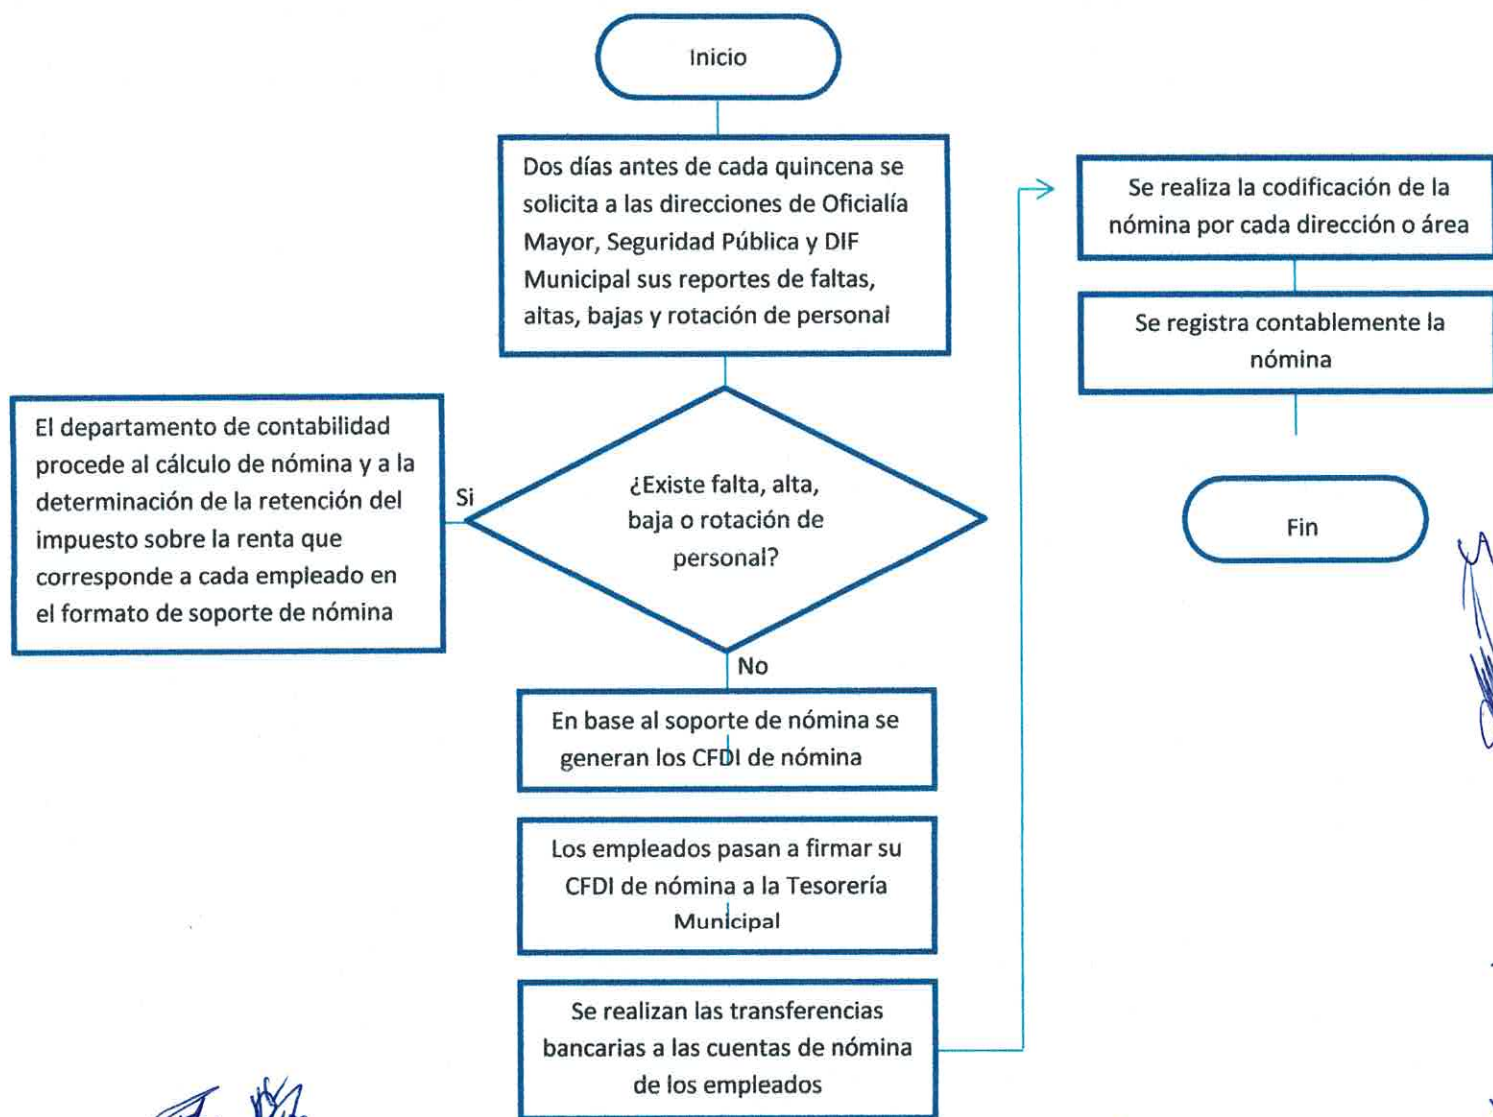 Inicio
Dos días antes de cada quincena se
solicita a las direcciones de Oficialía
Mayor, Seguridad Pública y DIF
Municipal sus reportes de faltas,
altas, bajas y rotación de personal
¿Existe falta, alta,
baja o rotación de
personal?
Si
El departamento de contabilidad
procede al cálculo de nómina y a la
determinación de la retención del
impuesto sobre la renta que
corresponde a cada empleado en
el formato de soporte de nómina
No
En base al soporte de nómina se
generan los CFDI de nómina
Los empleados pasan a firmar su
CFDI de nómina a la Tesorería
Municipal
Se realizan las transferencias
bancarias a las cuentas de nómina
de los empleados
Se realiza la codificación de la
nómina por cada dirección o área
Se registra contablemente la
nómina
Fin